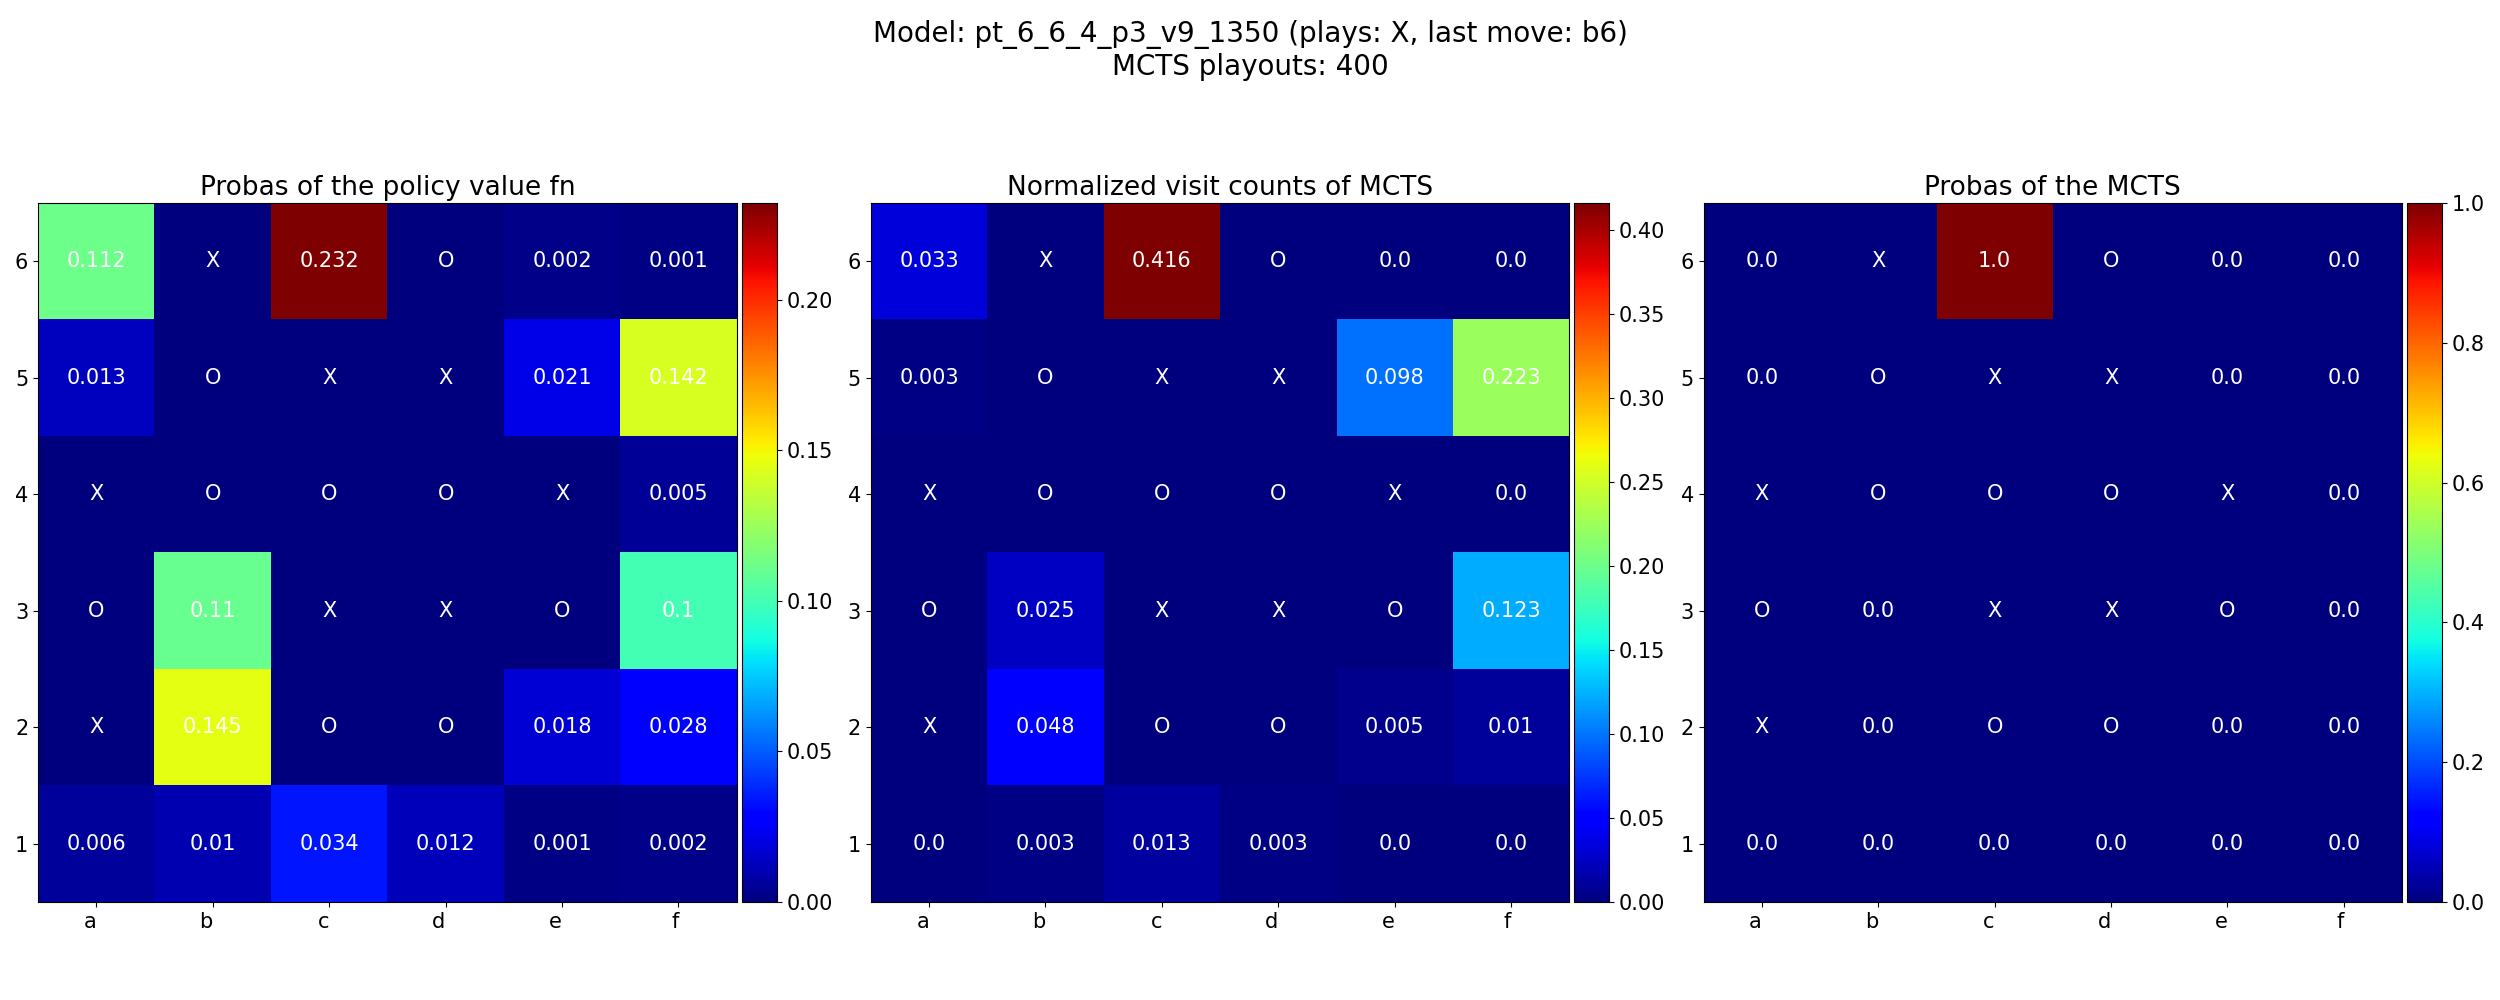 Model: pt_6_6_4_p3_v9_1350 (plays: X, last move: b6)
MCTS playouts: 400
Probas of the policy value fn
6 0.112 X 0.232 O 0.002 0.001
5 0.013 O X X 0.021 0.142
4 X O O O X 0.005
3 O 0.11 X X O 0.1
2 X 0.145 O O 0.018 0.028
1 0.006 0.01 0.034 0.012 0.001 0.002
a b c d e f
0.20
0.15
0.10
0.05
0.00
Normalized visit counts of MCTS
6 0.033 X 0.416 O 0.0 0.0
5 0.003 O X X 0.098 0.223
4 X O O O X 0.0
3 O 0.025 X X O 0.123
2 X 0.048 O O 0.005 0.01
1 0.0 0.003 0.013 0.003 0.0 0.0
a b c d e f
0.40
0.35
0.30
0.25
0.20
0.15
0.10
0.05
0.00
Probas of the MCTS
6 0.0 X 1.0 O 0.0 0.0
5 0.0 O X X 0.0 0.0
4 X O O O X 0.0
3 O 0.0 X X O 0.0
2 X 0.0 O O 0.0 0.0
1 0.0 0.0 0.0 0.0 0.0 0.0
a b c d e f
1.0
0.8
0.6
0.4
0.2
0.0